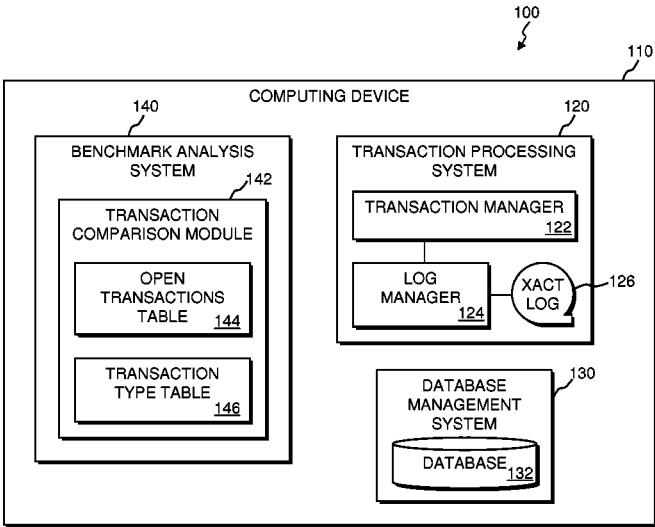 100
110
COMPUTING DEVICE
140
BENCHMARK ANALYSIS
SYSTEM
142
TRANSACTION
COMPARISON MODULE
OPEN
TRANSACTIONS
TABLE
144
TRANSACTION
TYPE TABLE
146
120
TRANSACTION PROCESSING
SYSTEM
TRANSACTION MANAGER
122
LOG
MANAGER
124
XACT
LOG
126
130
DATABASE
MANAGEMENT
SYSTEM
DATABASE
132